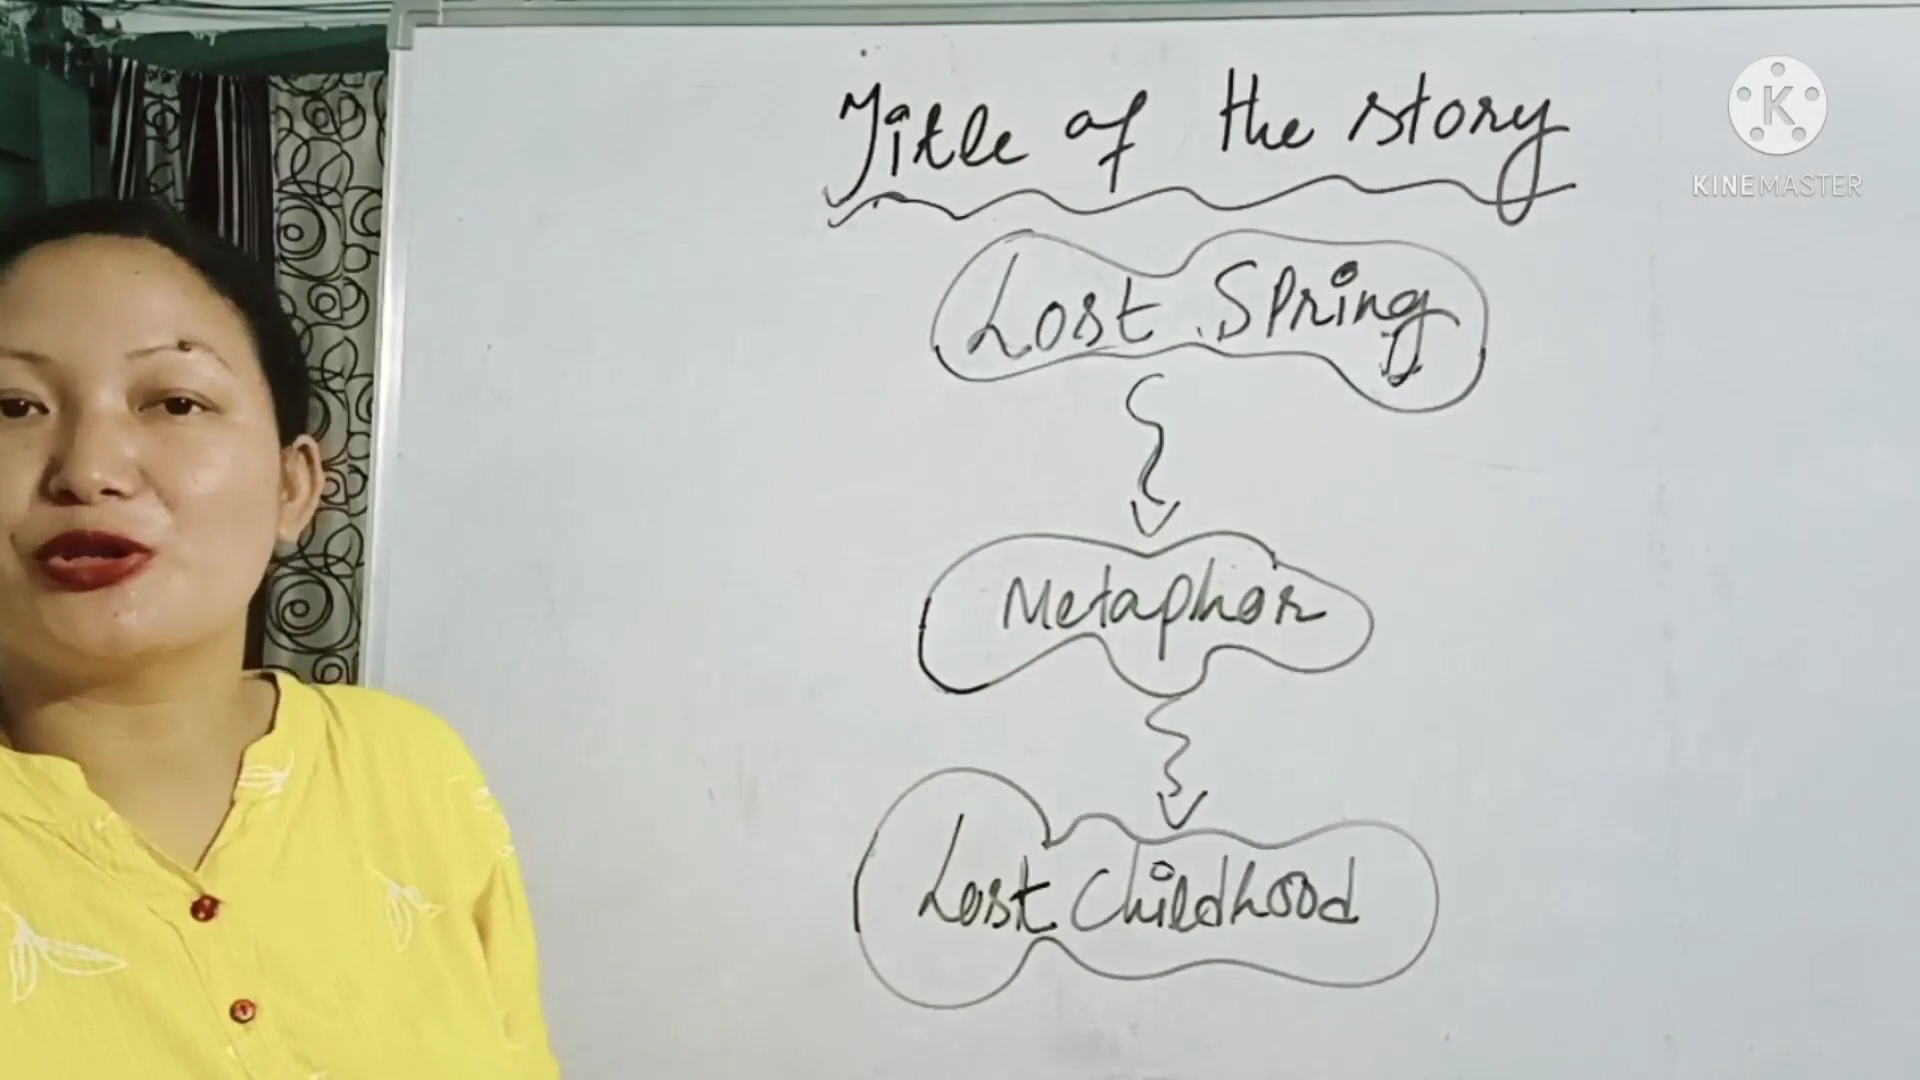 Title of the story
Lost Spring
Metaphor
Lost Childhood
KINEMASTER